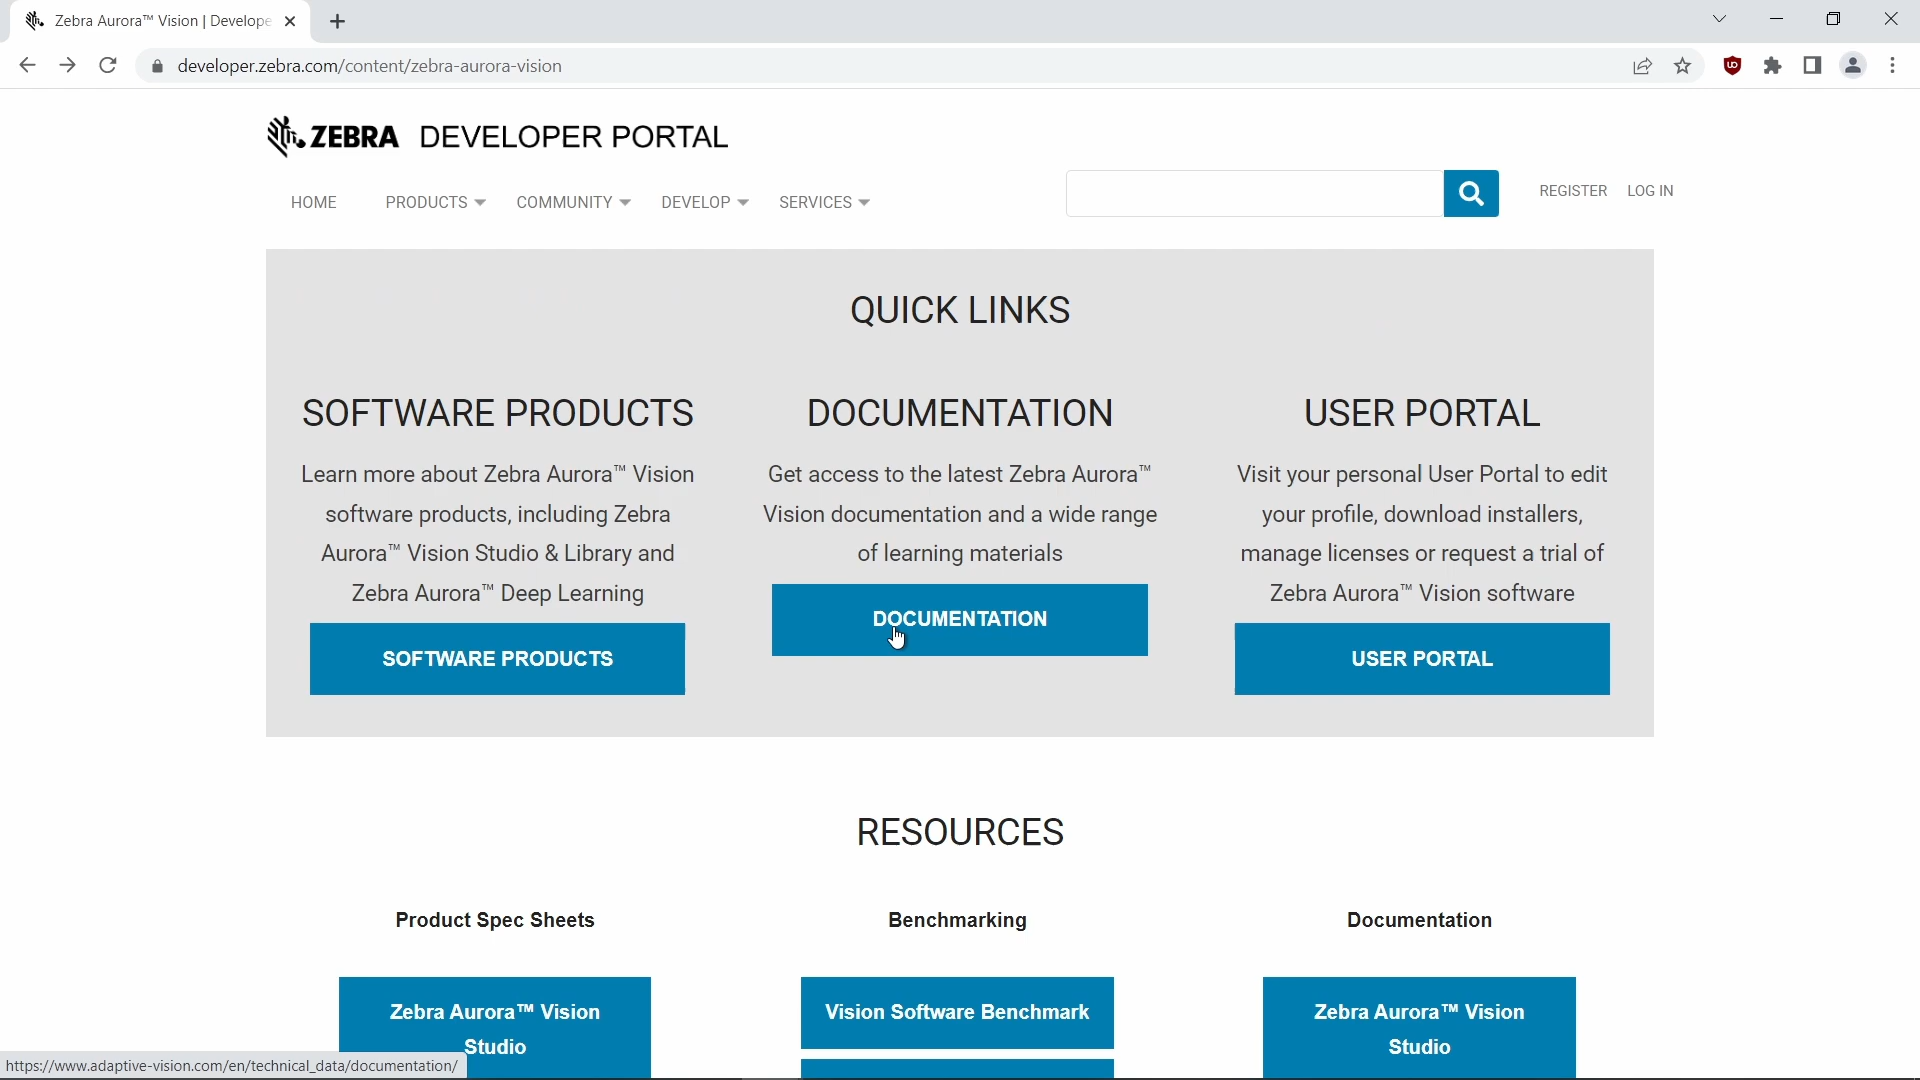 Zebra Aurora™ Vision | Develope
developer.zebra.com/content/zebra-aurora-vision
ZEBRA DEVELOPER PORTAL
HOME PRODUCTS COMMUNITY DEVELOP SERVICES
REGISTER LOG IN
QUICK LINKS
SOFTWARE PRODUCTS
Learn more about Zebra Aurora™ Vision
software products, including Zebra
Aurora™ Vision Studio & Library and
Zebra Aurora™ Deep Learning
SOFTWARE PRODUCTS
DOCUMENTATION
Get access to the latest Zebra Aurora™
Vision documentation and a wide range
of learning materials
DOCUMENTATION
USER PORTAL
Visit your personal User Portal to edit
your profile, download installers,
manage licenses or request a trial of
Zebra Aurora™ Vision software
USER PORTAL
RESOURCES
Product Spec Sheets
Zebra Aurora™ Vision
Studio
Benchmarking
Vision Software Benchmark
Documentation
Zebra Aurora™ Vision
Studio
https://www.adaptive-vision.com/en/technical_data/documentation/